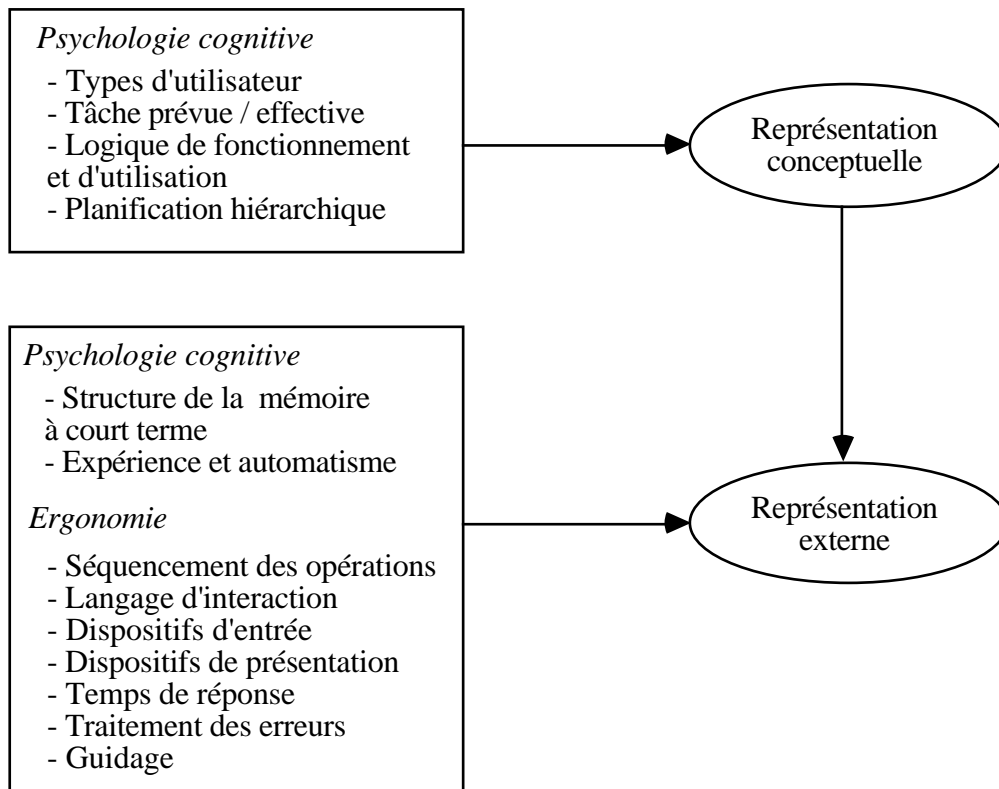 Psychologie cognitive
- Types d'utilisateur
- Tâche prévue / effective
- Logique de fonctionnement
et d'utilisation
- Planification hiérarchique
Représentation
conceptuelle
Psychologie cognitive
- Structure de la mémoire
à court terme
- Expérience et automatisme
Ergonomie
- Séquencement des opérations
- Langage d'interaction
- Dispositifs d'entrée
- Dispositifs de présentation
- Temps de réponse
- Traitement des erreurs
- Guidage
Représentation
externe